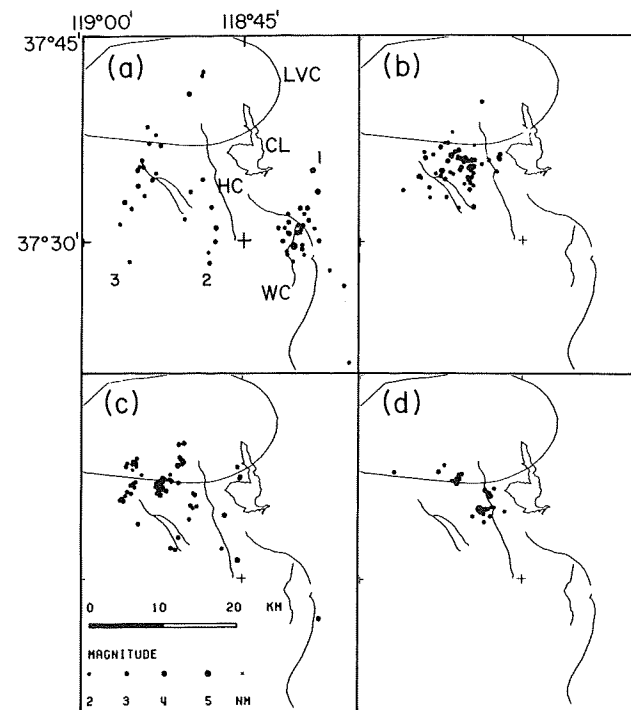 119°00' 118°45'
37°45'
(a) LVC (b)
CL
1
HC
37°30'
3 2
WC
(c) (d)
0 10 20 KM
MAGNITUDE
2 3 4 5 NM